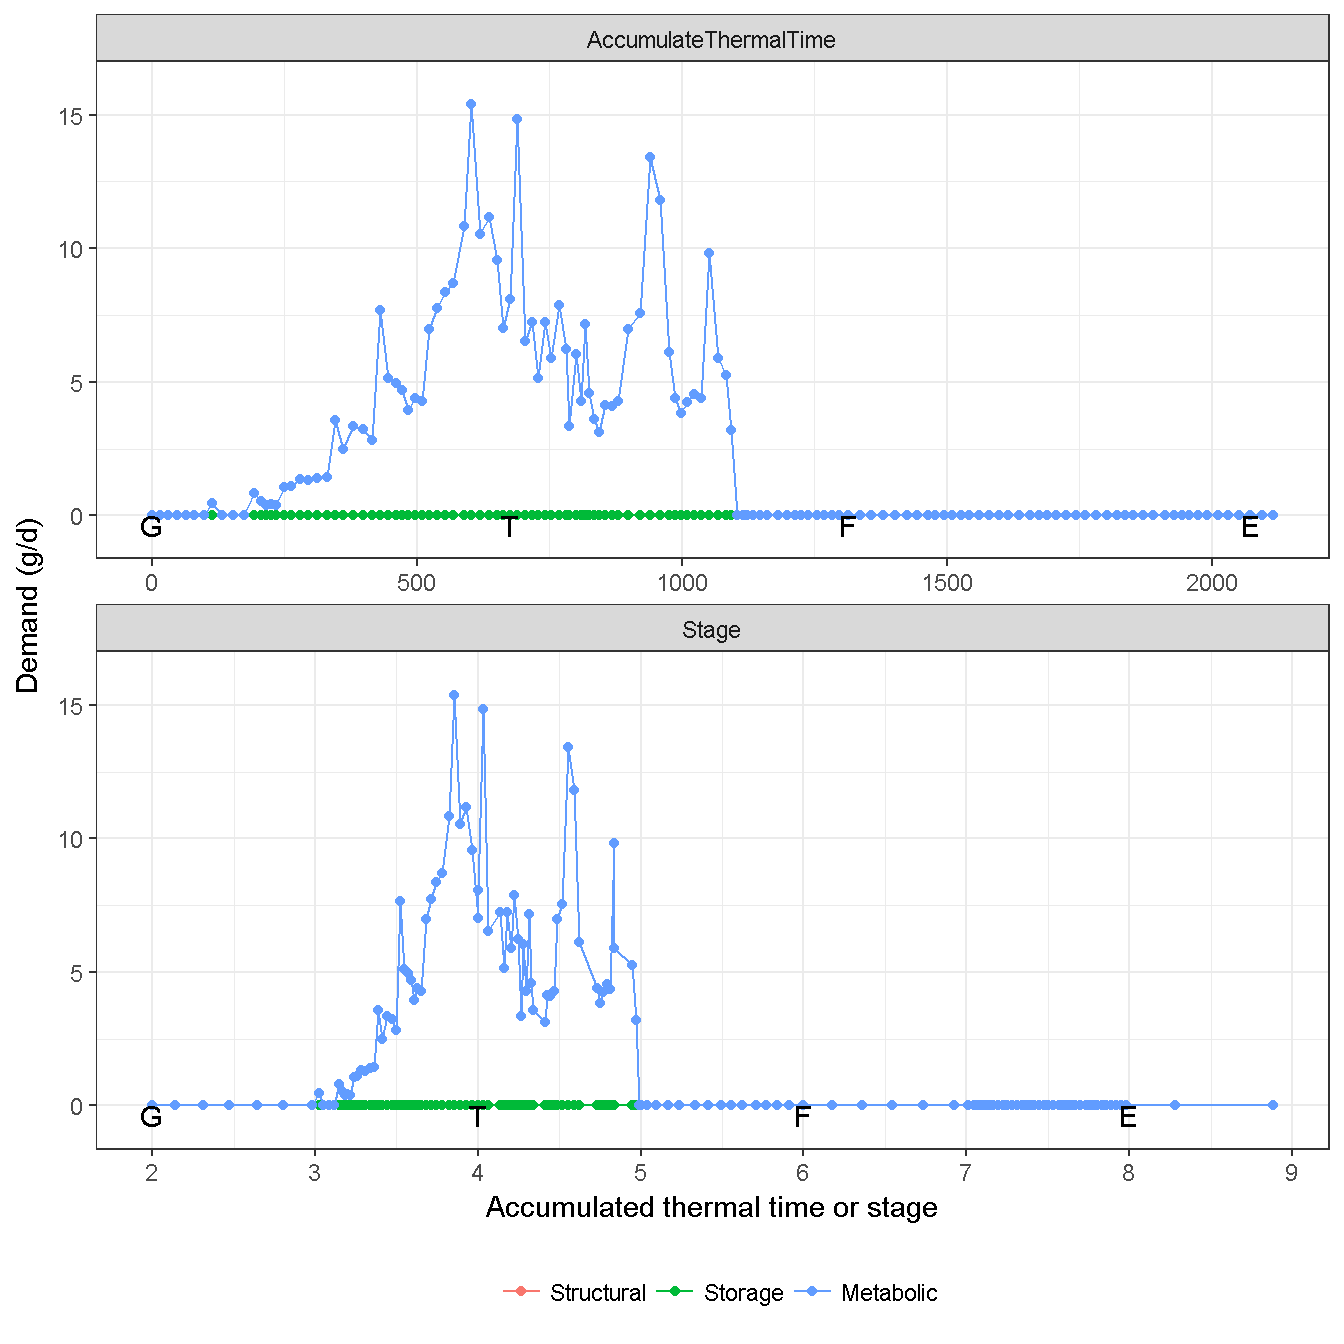 AccumulateThermalTime
15
10
5
0
G T F E
0 500 1000 1500 2000
Demand (g/d)
Stage
15
10
5
0
G T F E
2 3 4 5 6 7 8 9
Accumulated thermal time or stage
Structural Storage Metabolic